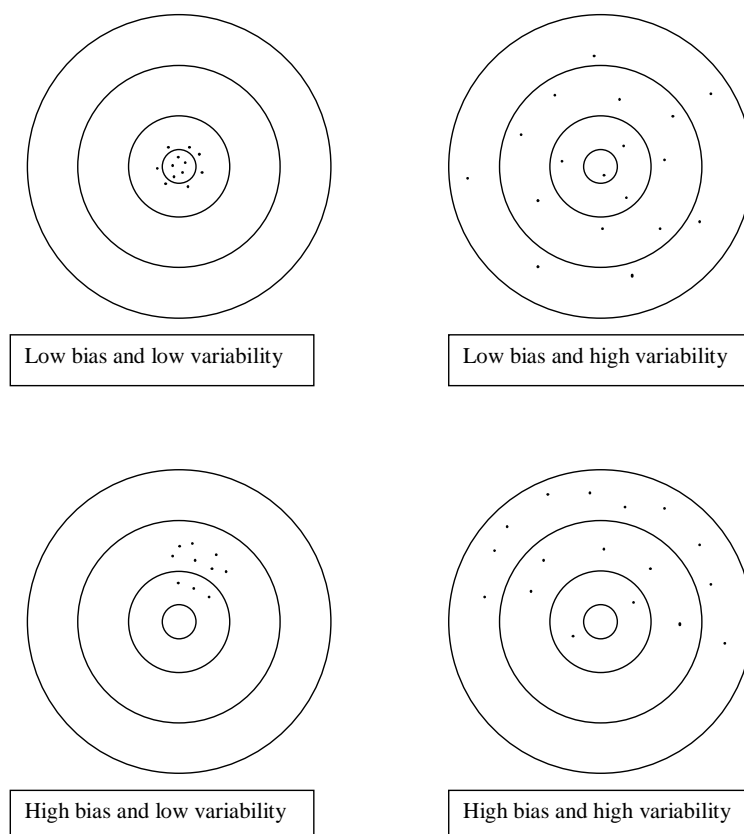 Low bias and low variability
Low bias and high variability
High bias and low variability
High bias and high variability